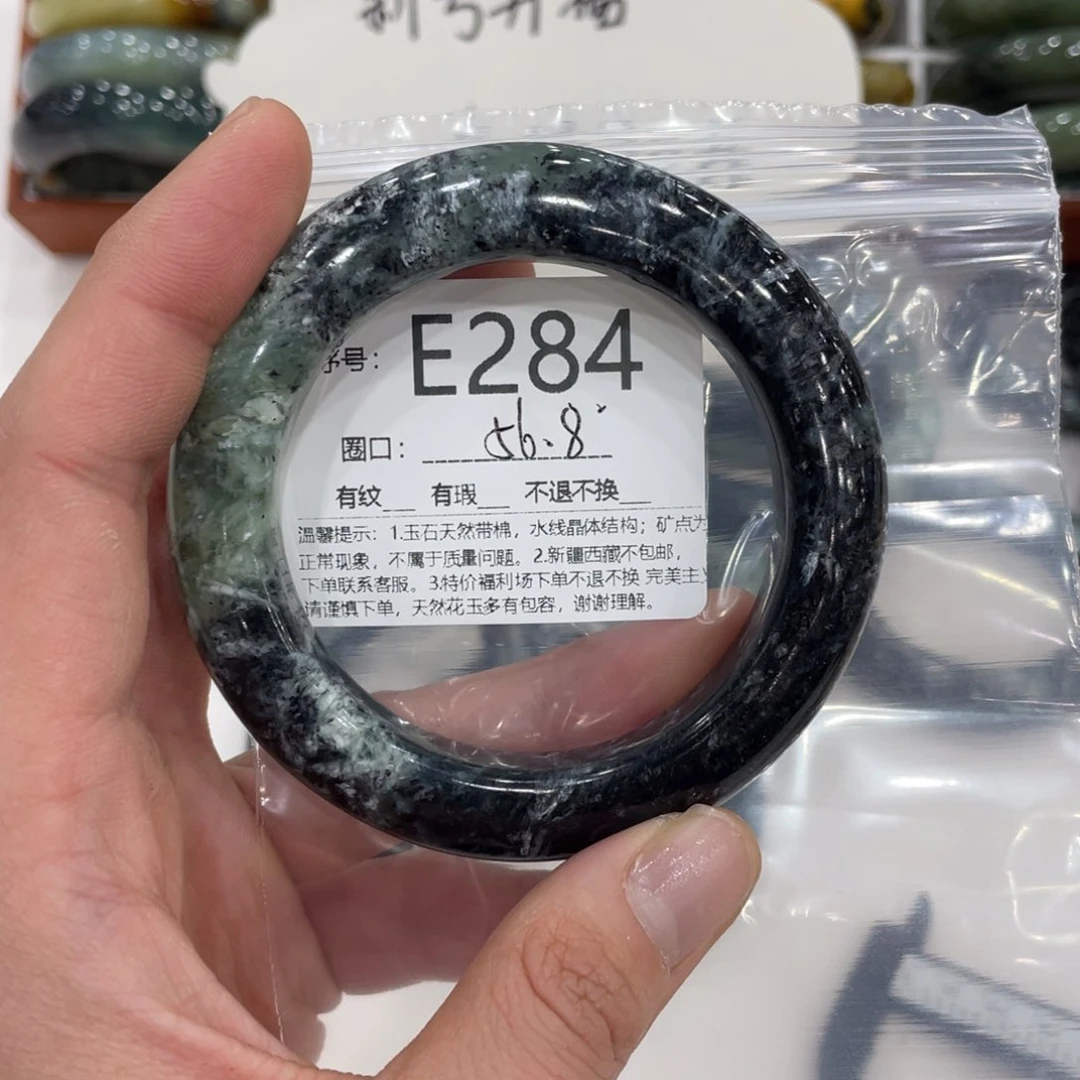 号：E284
圈口：56.8
有纹___ 有瑕___ 不退不换___
温馨提示：1.玉石天然带棉，水线晶体结构；矿点为
正常现象，不属于质量问题。2.新疆西藏不包邮，
下单联系客服。3.特价福利场下单不退不换 完美主
请谨慎下单，天然花玉多有包容，谢谢理解。